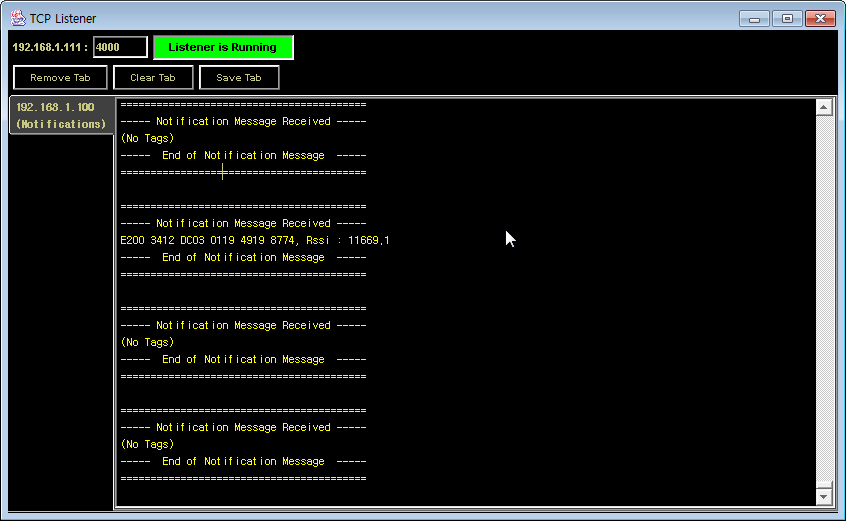 TCP Listener
192.168.1.111 : 4000 Listener is Running
Remove Tab Clear Tab Save Tab
192.168.1.100
(Notifications)
=========================================
----- Notification Message Received -----
(No Tags)
-----  End of Notification Message  -----
=========================================
=========================================
----- Notification Message Received -----
E200 3412 DC03 0119 4919 8774, Rssi : 11669,1
-----  End of Notification Message  -----
=========================================
=========================================
----- Notification Message Received -----
(No Tags)
-----  End of Notification Message  -----
=========================================
=========================================
----- Notification Message Received -----
(No Tags)
-----  End of Notification Message  -----
=========================================